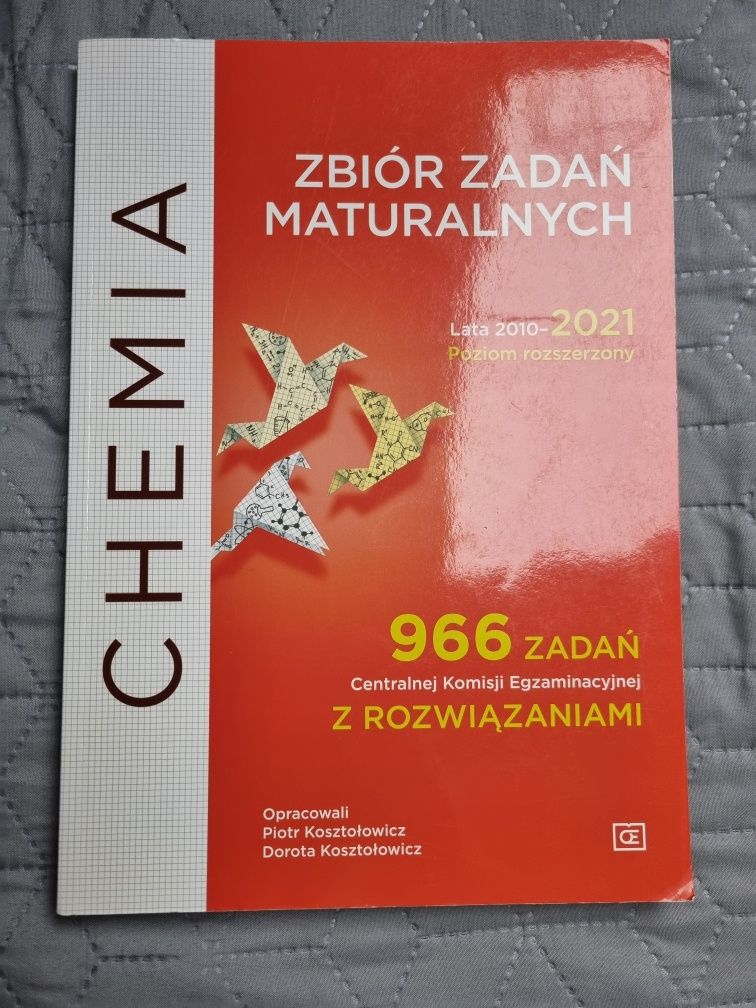 CHEMIA
ZBIÓR ZADAŃ
MATURALNYCH
Lata 2010–2021
Poziom rozszerzony
966 ZADAŃ
Centralnej Komisji Egzaminacyjnej
Z ROZWIĄZANIAMI
Opracowali
Piotr Kosztołowicz
Dorota Kosztołowicz
OE